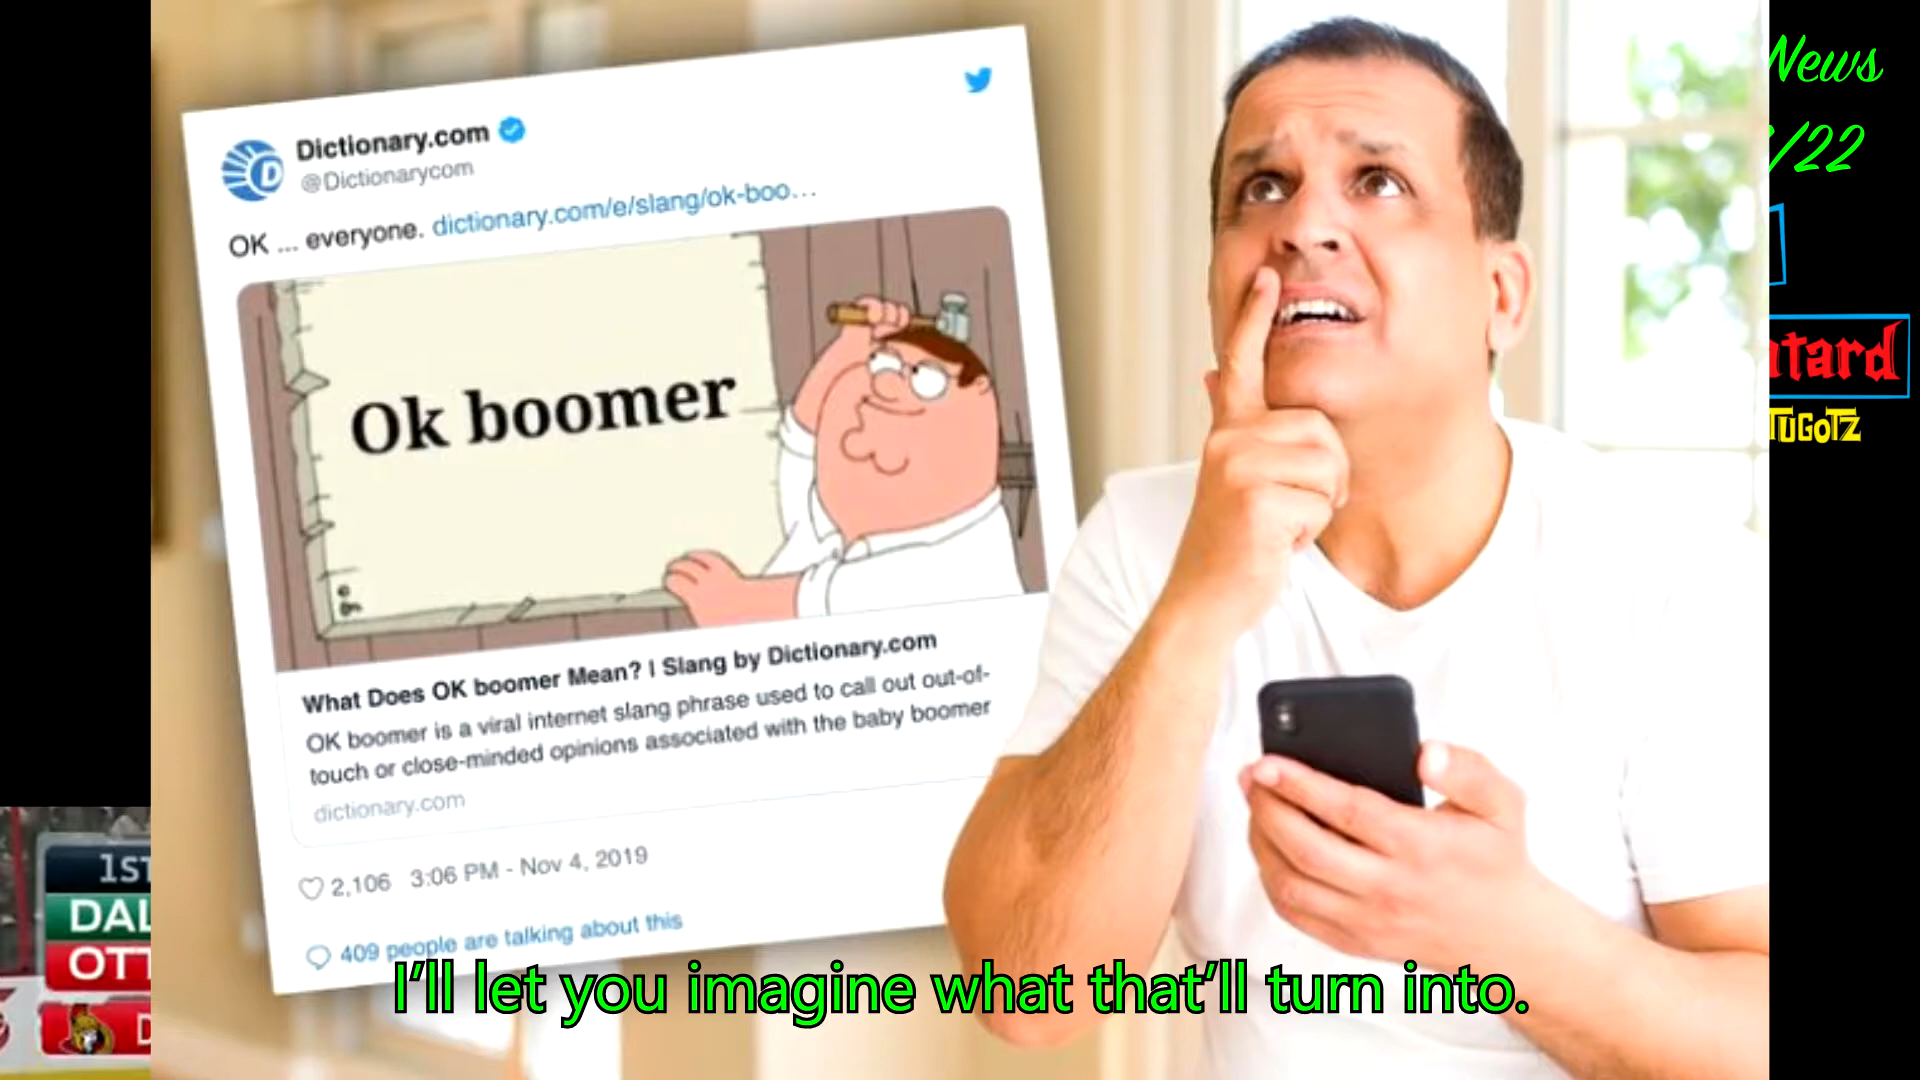 Dictionary.com
@Dictionarycom
OK ... everyone. dictionary.com/e/slang/ok-boo...
Ok boomer
What Does OK boomer Mean? | Slang by Dictionary.com
OK boomer is a viral internet slang phrase used to call out out-of-
touch or close-minded opinions associated with the baby boomer
dictionary.com
2,106 3:06 PM - Nov 4, 2019
409 people are talking about this
I'll let you imagine what that'll turn into.
News
/22
tard
TUGOTZ
1ST
DAL
OTT